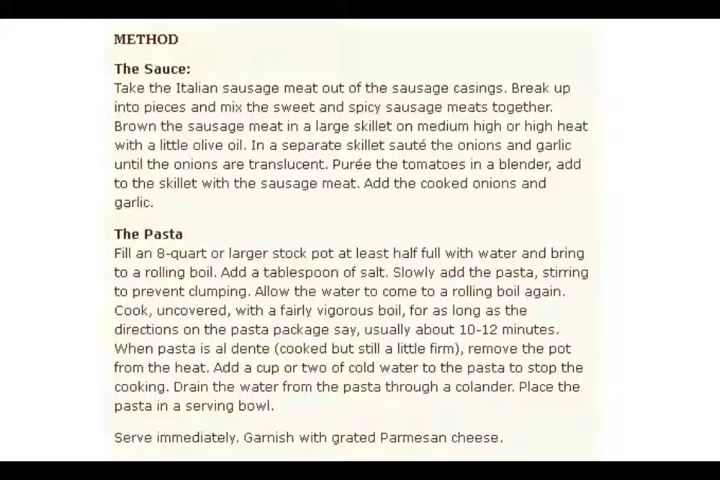 METHOD
The Sauce:
Take the Italian sausage meat out of the sausage casings. Break up
into pieces and mix the sweet and spicy sausage meats together.
Brown the sausage meat in a large skillet on medium high or high heat
with a little olive oil. In a separate skillet sauté the onions and garlic
until the onions are translucent. Purée the tomatoes in a blender, add
to the skillet with the sausage meat. Add the cooked onions and
garlic.
The Pasta
Fill an 8-quart or larger stock pot at least half full with water and bring
to a rolling boil. Add a tablespoon of salt. Slowly add the pasta, stirring
to prevent clumping. Allow the water to come to a rolling boil again.
Cook, uncovered, with a fairly vigorous boil, for as long as the
directions on the pasta package say, usually about 10-12 minutes.
When pasta is al dente (cooked but still a little firm), remove the pot
from the heat. Add a cup or two of cold water to the pasta to stop the
cooking. Drain the water from the pasta through a colander. Place the
pasta in a serving bowl.
Serve immediately. Garnish with grated Parmesan cheese.